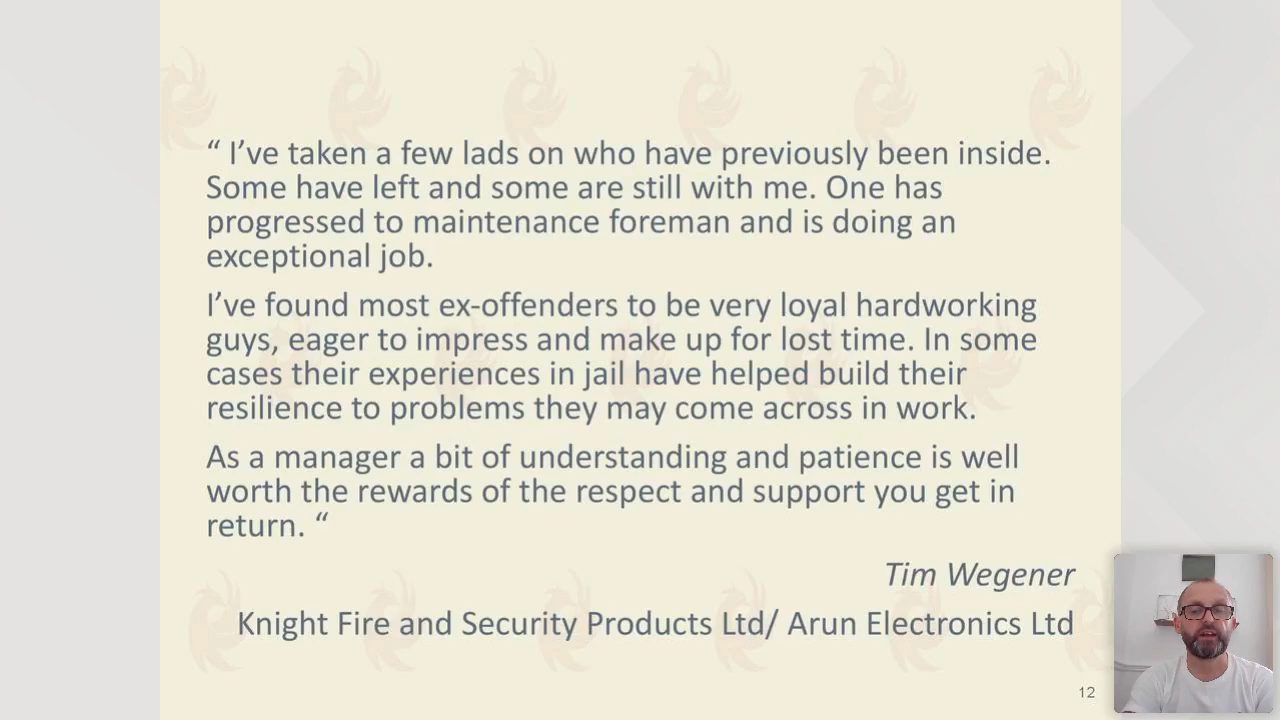 “ I’ve taken a few lads on who have previously been inside.
Some have left and some are still with me. One has
progressed to maintenance foreman and is doing an
exceptional job.
I’ve found most ex-offenders to be very loyal hardworking
guys, eager to impress and make up for lost time. In some
cases their experiences in jail have helped build their
resilience to problems they may come across in work.
As a manager a bit of understanding and patience is well
worth the rewards of the respect and support you get in
return. “
Tim Wegener
Knight Fire and Security Products Ltd/ Arun Electronics Ltd
12